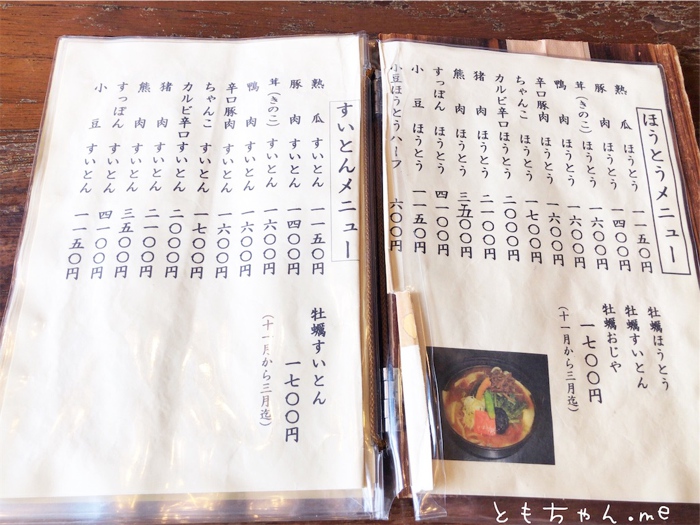 ほうとうメニュー
熟瓜ほうとう 一一五〇円
豚肉ほうとう 一四〇〇円
茸(きのこ)ほうとう 一六〇〇円
鴨肉ほうとう 一六〇〇円
辛口豚肉ほうとう 一六〇〇円
ちゃんこほうとう 一七〇〇円
カルビ辛口ほうとう 二〇〇〇円
猪肉ほうとう 二一〇〇円
熊肉ほうとう 三五〇〇円
すっぽんほうとう 四一〇〇円
小豆ほうとう 一一五〇円
小豆ほうとうハーフ 六〇〇円
牡蠣ほうとう
牡蠣すいとん
牡蠣おじや
一七〇〇円
(十一月から三月迄)
すいとんメニュー
熟瓜すいとん 一一五〇円
豚肉すいとん 一四〇〇円
茸(きのこ)すいとん 一六〇〇円
鴨肉すいとん 一六〇〇円
辛口豚肉すいとん 一六〇〇円
ちゃんこすいとん 一七〇〇円
カルビ辛口すいとん 二〇〇〇円
猪肉すいとん 二一〇〇円
熊肉すいとん 三五〇〇円
すっぽんすいとん 四一〇〇円
小豆すいとん 一一五〇円
牡蠣すいとん
一七〇〇円
(十一月から三月迄)
ともちゃん.me